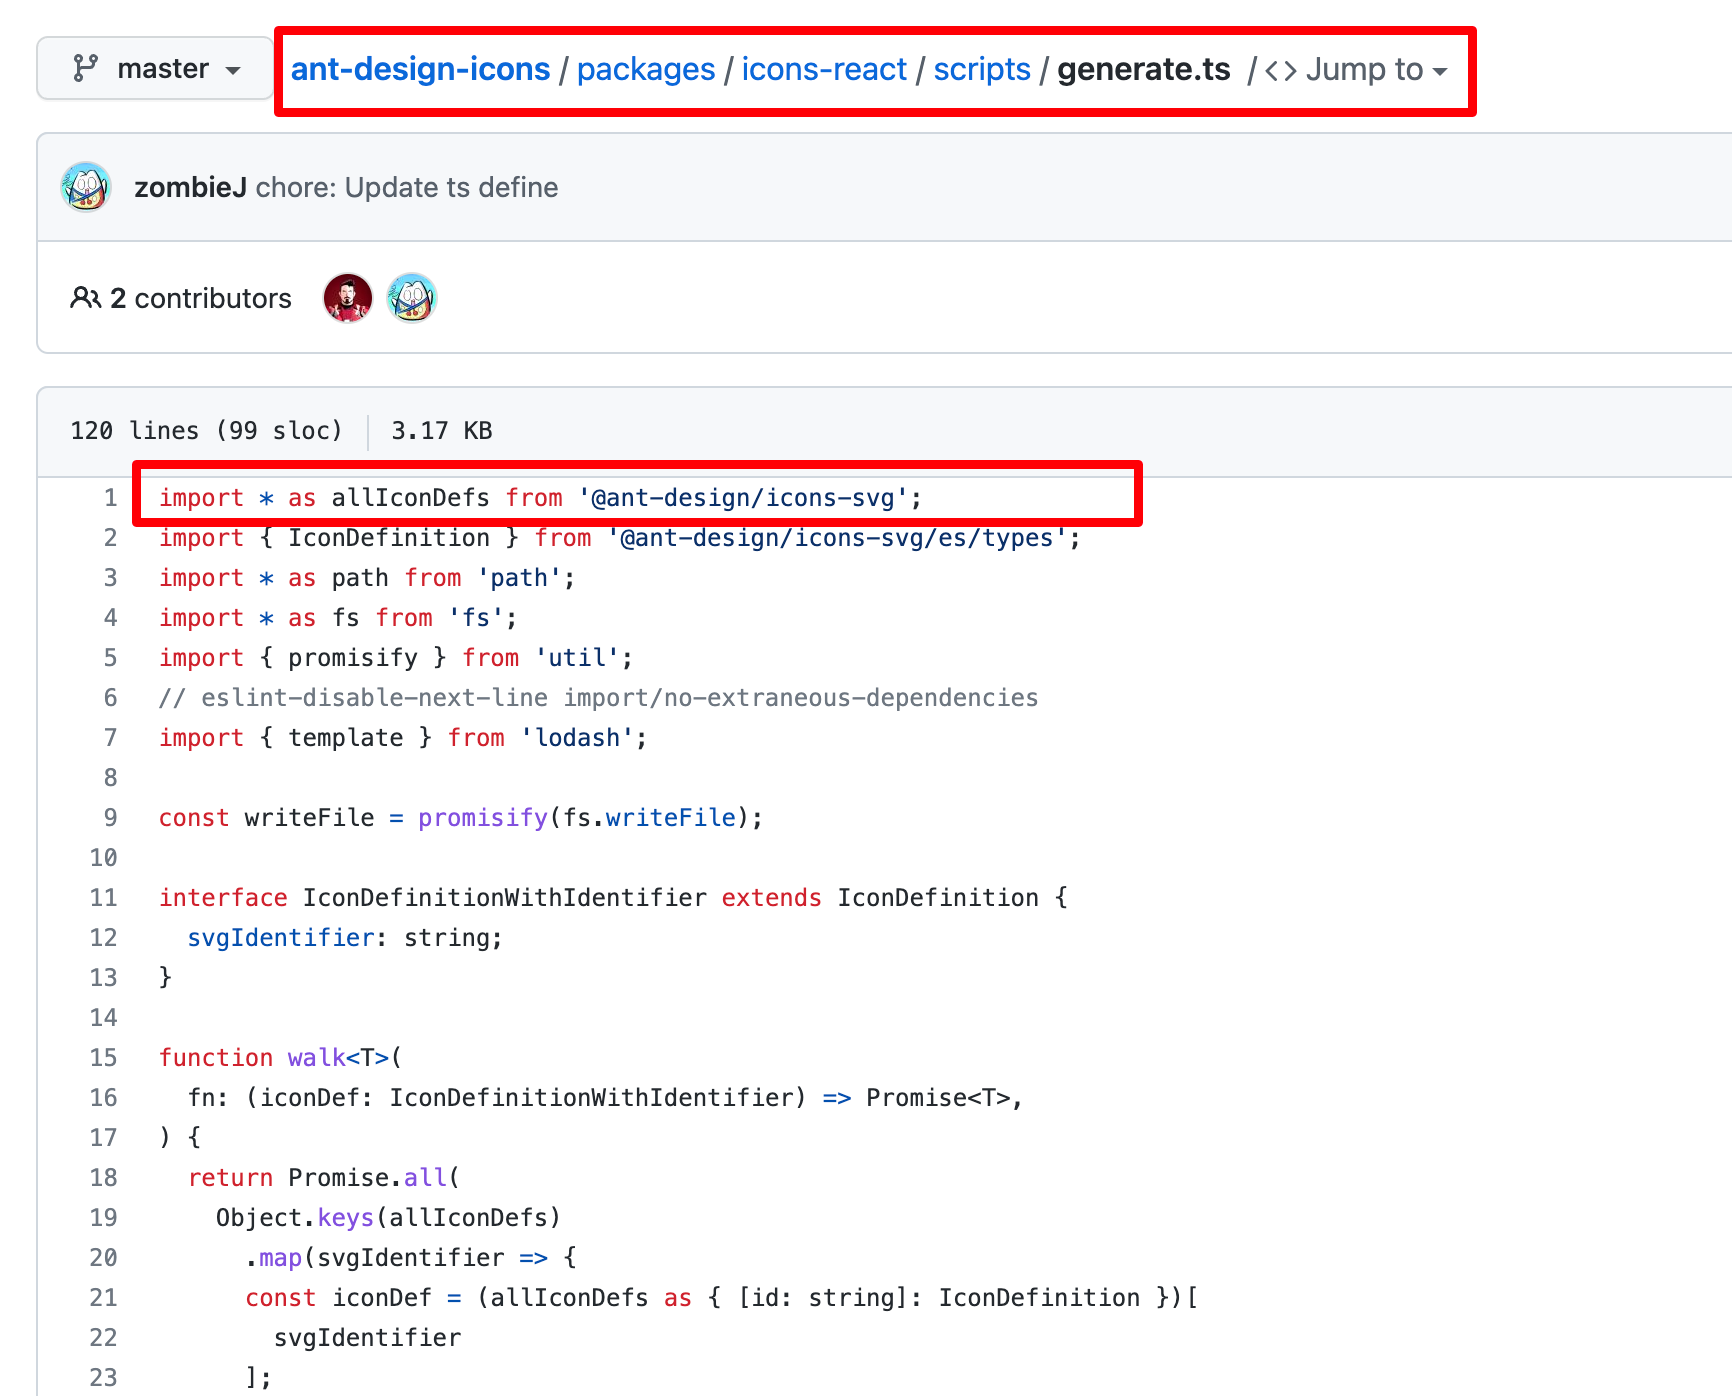 master ant-design-icons / packages / icons-react / scripts / generate.ts / <> Jump to
zombieJ chore: Update ts define
2 contributors
120 lines (99 sloc) 3.17 KB
1 import * as allIconDefs from '@ant-design/icons-svg';
2 import { IconDefinition } from '@ant-design/icons-svg/es/types';
3 import * as path from 'path';
4 import * as fs from 'fs';
5 import { promisify } from 'util';
6 // eslint-disable-next-line import/no-extraneous-dependencies
7 import { template } from 'lodash';
8
9 const writeFile = promisify(fs.writeFile);
10
11 interface IconDefinitionWithIdentifier extends IconDefinition {
12   svgIdentifier: string;
13 }
14
15 function walk<T>(
16   fn: (iconDef: IconDefinitionWithIdentifier) => Promise<T>,
17 ) {
18   return Promise.all(
19     Object.keys(allIconDefs)
20       .map(svgIdentifier => {
21       const iconDef = (allIconDefs as { [id: string]: IconDefinition })[
22         svgIdentifier
23       ];